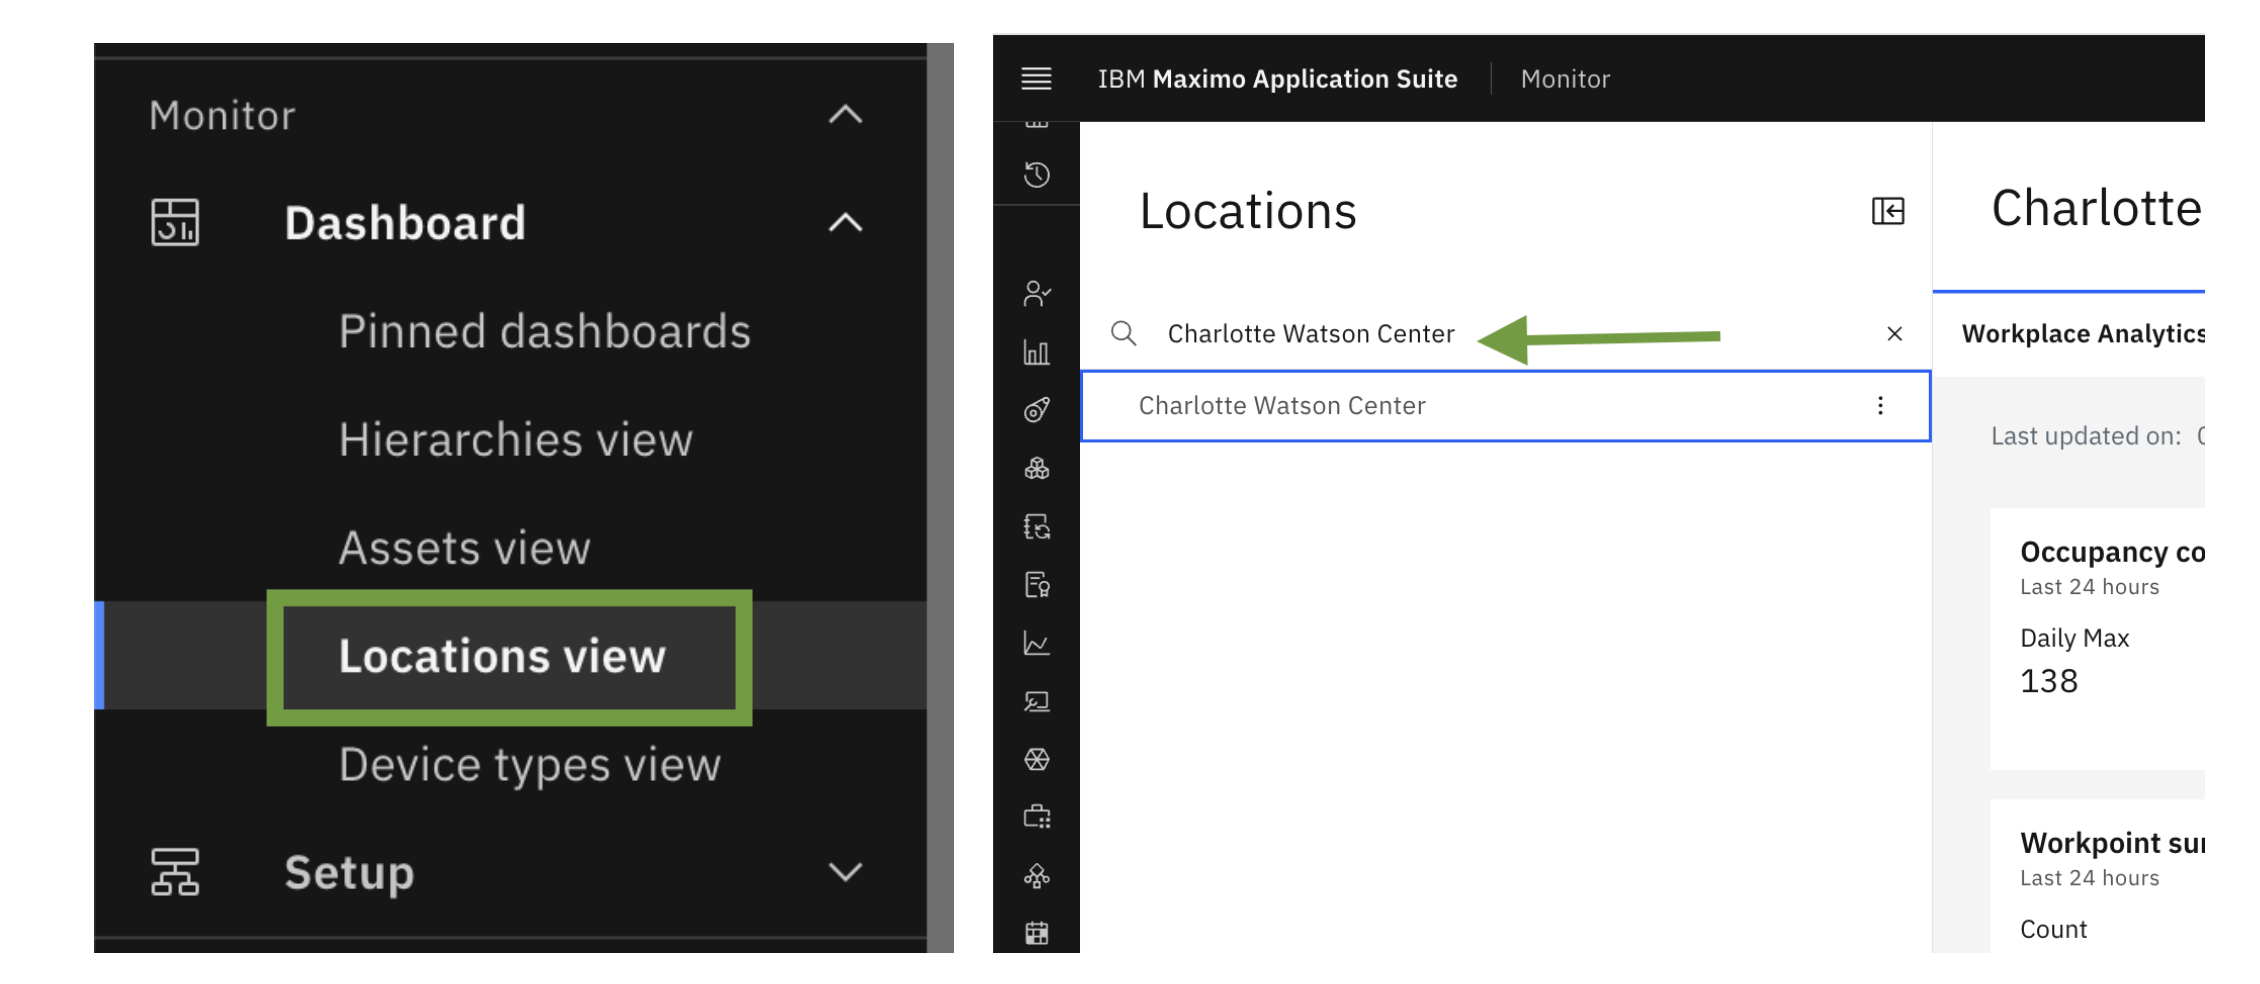 Monitor
Dashboard
Pinned dashboards
Hierarchies view
Assets view
Locations view
Device types view
Setup
IBM Maximo Application Suite Monitor
Locations
Charlotte Watson Center
Charlotte Watson Center
Charlotte
Workplace Analytics
Last updated on:
Occupancy co
Last 24 hours
Daily Max
138
Workpoint
Last 24 hours
Count